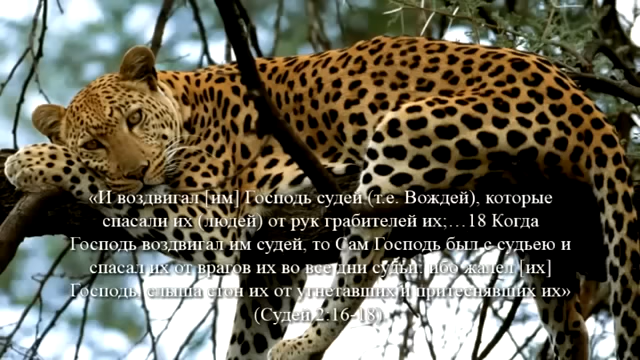 «И воздвигал [им] Господь судей (т.е. Вождей), которые
спасали их (людей) от рук грабителей их;…18 Когда
Господь воздвигал им судей, то Сам Господь был с судьею и
спасал их от врагов их во все дни судьи: ибо жалел [их]
Господь, слыша стон их от угнетавших и притеснявших их»
(Судей 2:16-18)